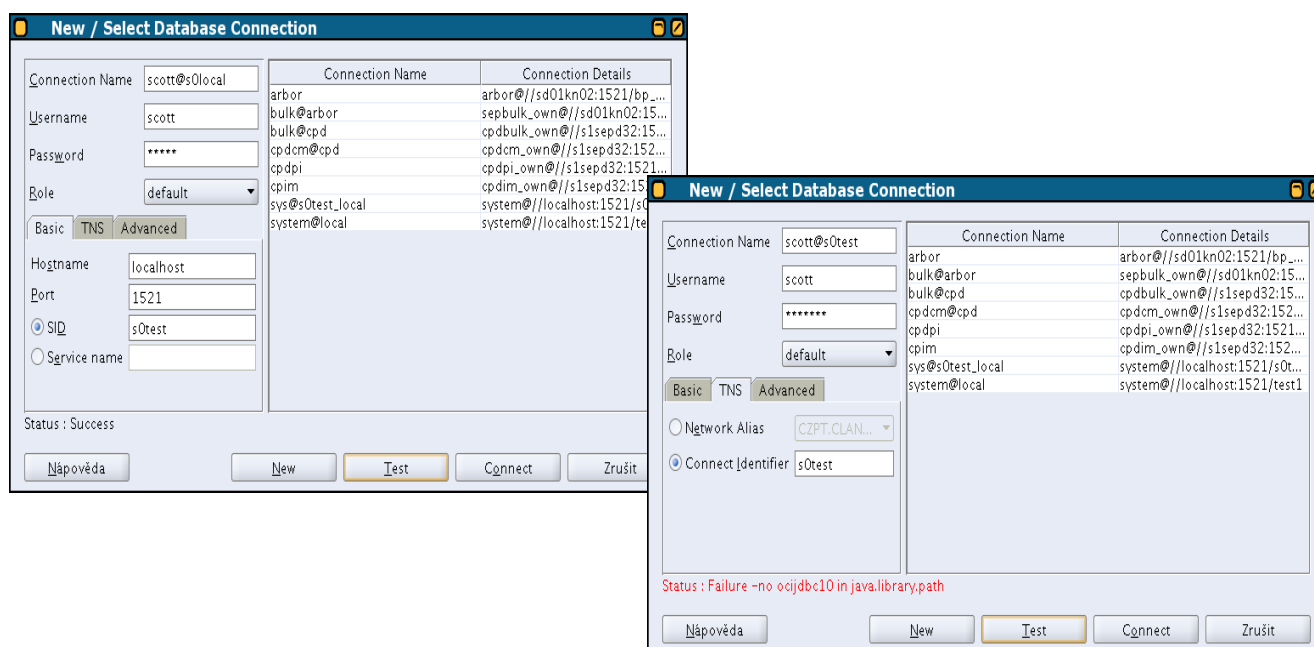 New / Select Database Connection
Connection Name scott@s0local
Username scott
Password *****
Role default
Basic TNS Advanced
Hostname localhost
Port 1521
SID s0test
Service name
Connection Name Connection Details
arbor arbor@//sd01kn02:1521/bp_...
bulk@arbor sepbulk_own@//sd01kn02:15...
bulk@cpd cpdbulk_own@//s1sepd32:15...
cpdcm@cpd cpdcm_own@//s1sepd32:152...
cpdpi cpdpi_own@//s1sepd32:1521...
cpim cpdim_own@//s1sepd32:15
sys@s0test_local system@//localhost:1521/s0
system@local system@//localhost:1521/te
Status : Success
Nápověda New Test Connect Zrušit
New / Select Database Connection
Connection Name scott@s0test
Username scott
Password *******
Role default
Basic TNS Advanced
Network Alias CZPT.CLAN...
Connect Identifier s0test
Connection Name Connection Details
arbor arbor@//sd01kn02:1521/bp_...
bulk@arbor sepbulk_own@//sd01kn02:15...
bulk@cpd cpdbulk_own@//s1sepd32:15...
cpdcm@cpd cpdcm_own@//s1sepd32:152...
cpdpi cpdpi_own@//s1sepd32:1521...
cpim cpdim_own@//s1sepd32:152...
sys@s0test_local system@//localhost:1521/s0t...
system@local system@//localhost:1521/test1
Status : Failure -no ocijdbc10 in java.library.path
Nápověda New Test Connect Zrušit